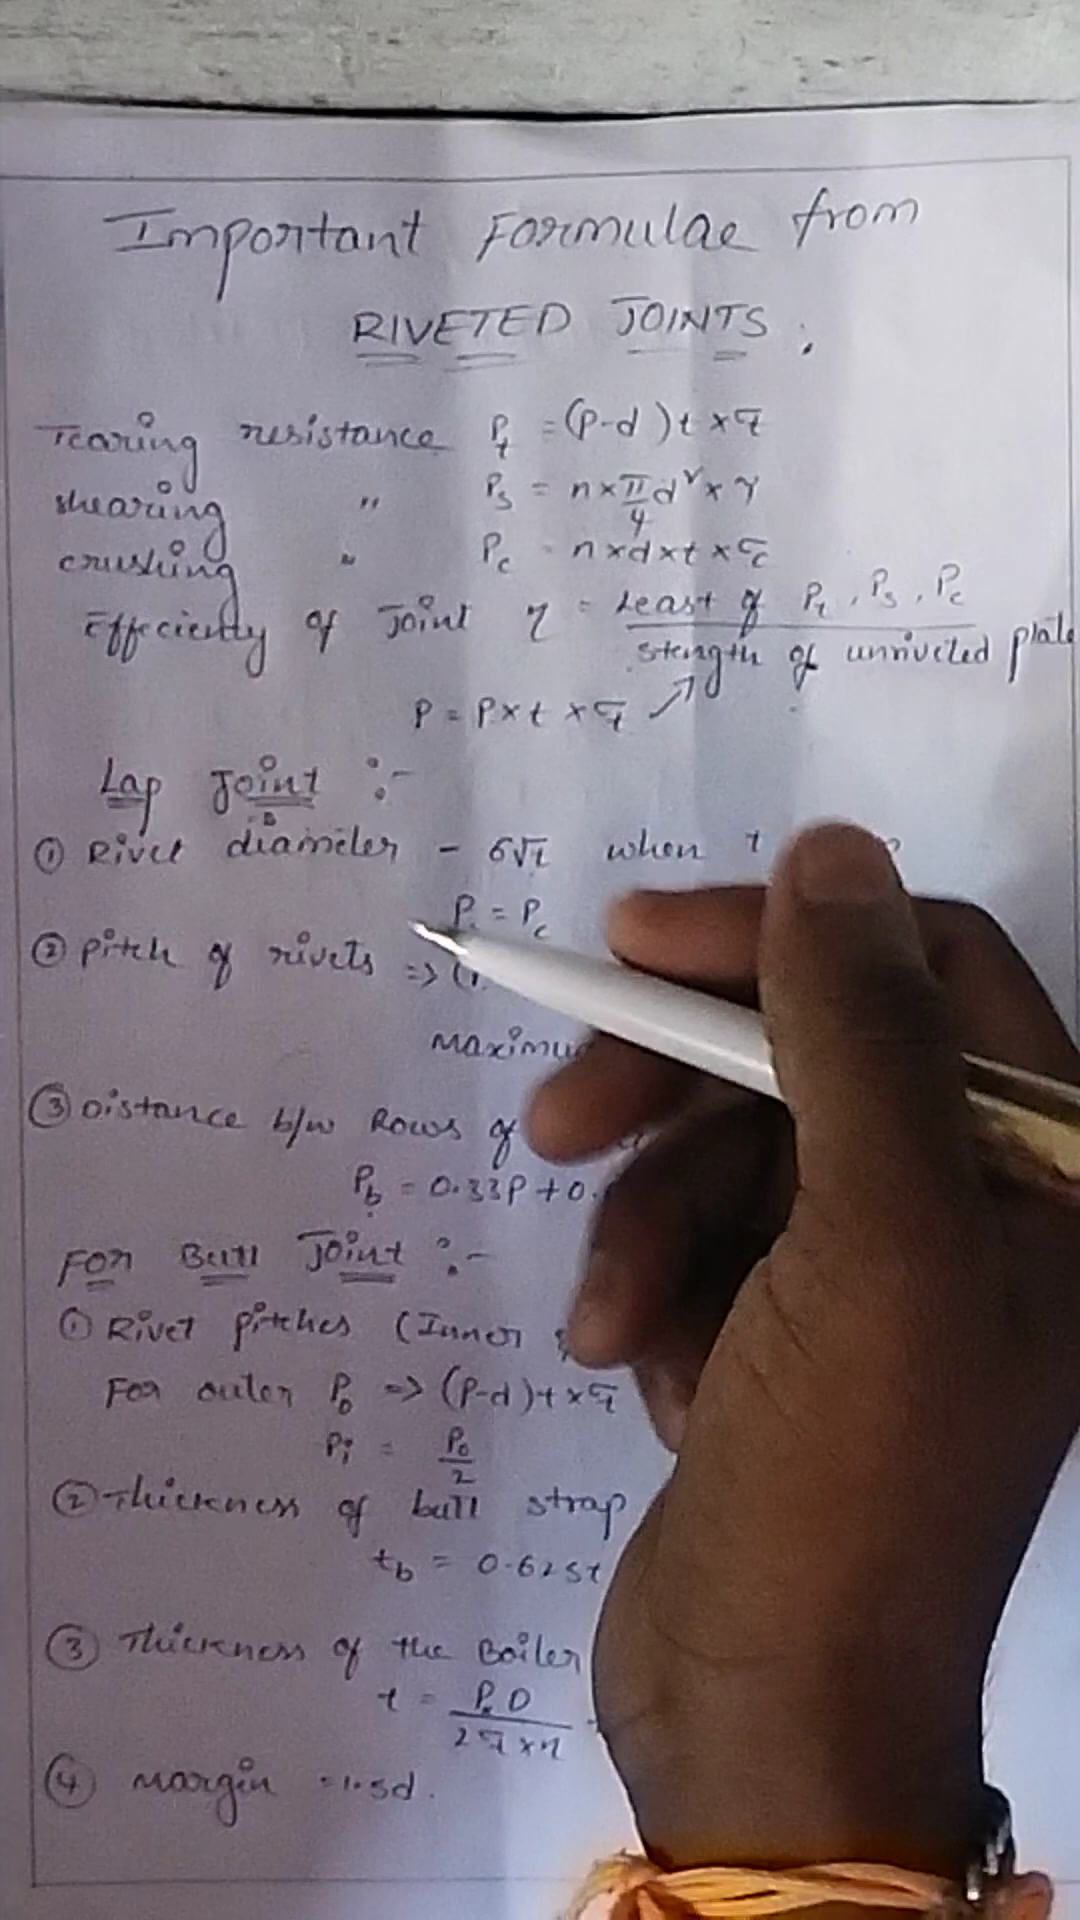 Important Formulae from
RIVETED JOINTS.
Tearing resistance Pt = (P-d)t×σt
shearing " Ps = n×π/4 d²×τ
crushing " Pc = n×d×t×σc
Efficiency of Joint η = Least of Pt, Ps, Pc / Strength of unriveted plate
P = P×t×σt
Lap Joint :-
① Rivet diameter - 6√t when t
Ps = Pc
② Pitch of rivets =>
③ Distance b/w Rows of
Pb = 0.33P+0.
For Butt Joint :-
① Rivet pitches (Inner
For outer Po => (P-d)t×σt
Pi = Po/2
② Thickness of butt strap
tb = 0.625t
③ Thickness of the Boiler
t = P.D / 2σt×η
④ margin = 1.5d.